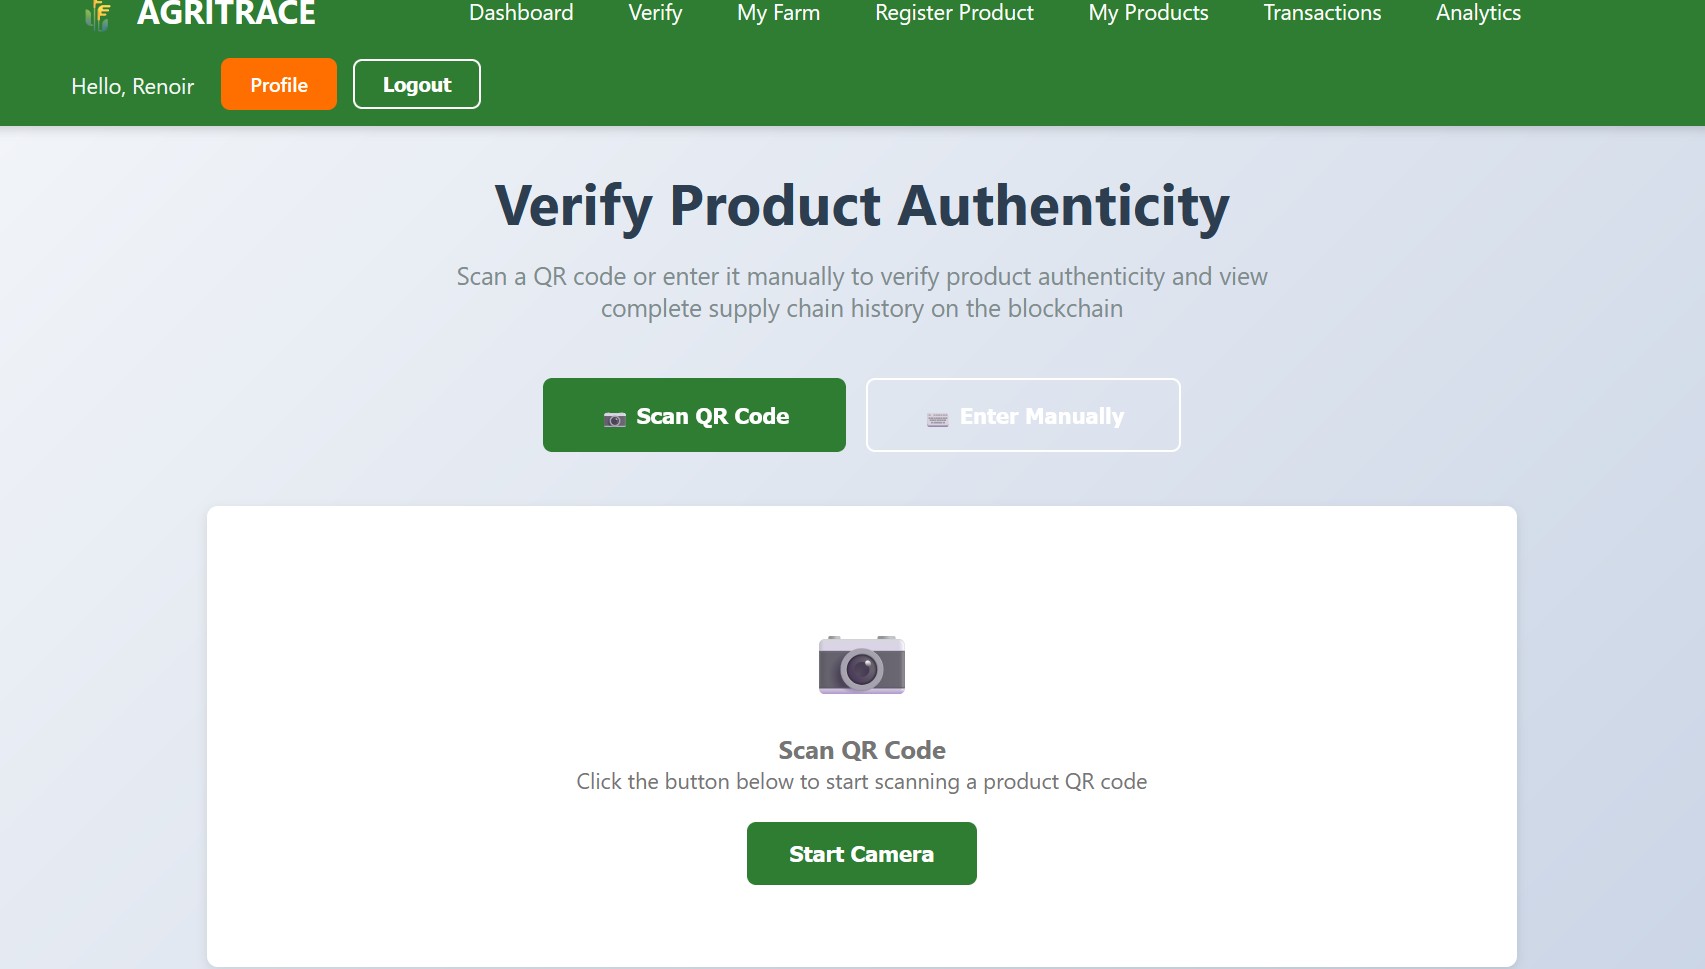 AGRITRACE
Dashboard
Verify
My Farm
Register Product
My Products
Transactions
Analytics
Hello, Renoir
Profile
Logout
Verify Product Authenticity
Scan a QR code or enter it manually to verify product authenticity and view
complete supply chain history on the blockchain
Scan QR Code
Enter Manually
Scan QR Code
Click the button below to start scanning a product QR code
Start Camera